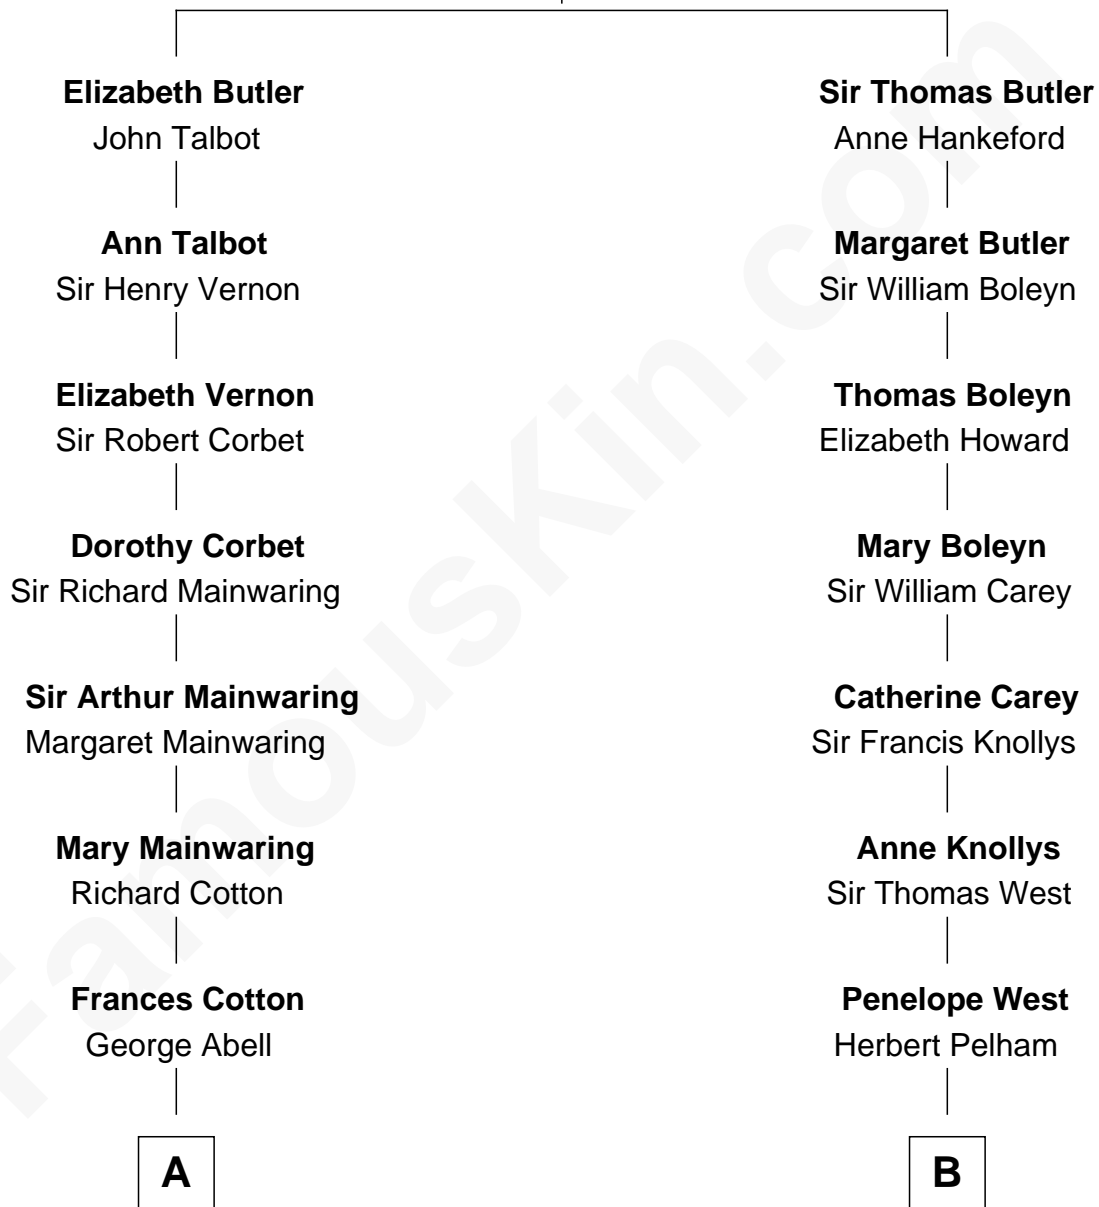 Elizabeth Butler
John Talbot
Ann Talbot
Sir Henry Vernon
Elizabeth Vernon
Sir Robert Corbet
Dorothy Corbet
Sir Richard Mainwaring
Sir Arthur Mainwaring
Margaret Mainwaring
Mary Mainwaring
Richard Cotton
Frances Cotton
George Abell
A
Sir Thomas Butler
Anne Hankeford
Margaret Butler
Sir William Boleyn
Thomas Boleyn
Elizabeth Howard
Mary Boleyn
Sir William Carey
Catherine Carey
Sir Francis Knollys
Anne Knollys
Sir Thomas West
Penelope West
Herbert Pelham
B
FamousKin.com